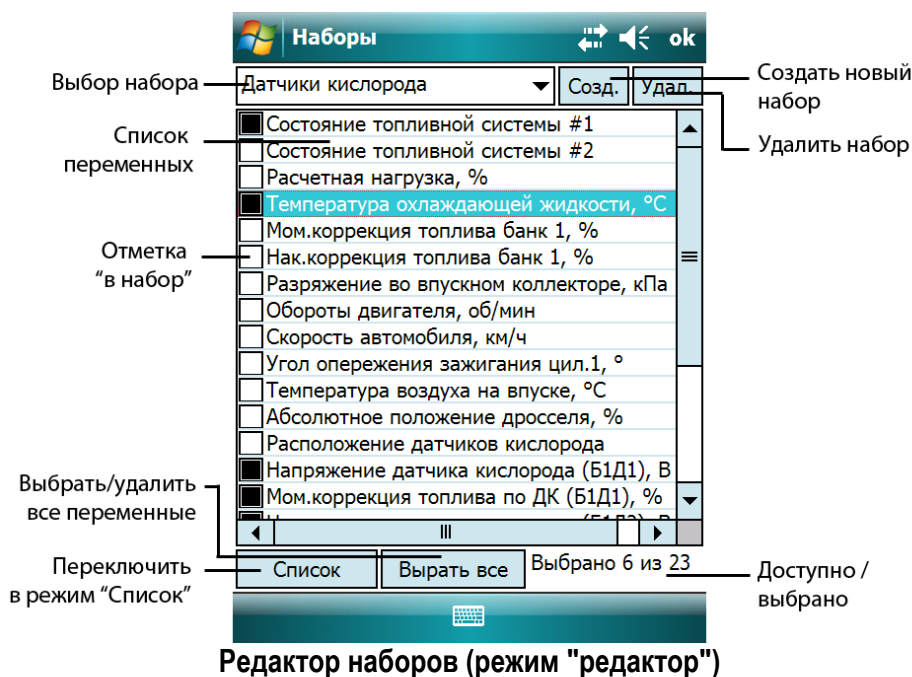 Наборы
ok
Выбор набора
Датчики кислорода
Созд.
Удал.
Создать новый
набор
Удалить набор
Список
переменных
Состояние топливной системы #1
Состояние топливной системы #2
Расчетная нагрузка, %
Температура охлаждающей жидкости, °C
Мом.коррекция топлива банк 1, %
Отметка
“в набор”
Нак.коррекция топлива банк 1, %
Разряжение во впускном коллекторе, кПа
Обороты двигателя, об/мин
Скорость автомобиля, км/ч
Угол опережения зажигания цил.1, °
Температура воздуха на впуске, °C
Абсолютное положение дросселя, %
Расположение датчиков кислорода
Напряжение датчика кислорода (Б1Д1), В
Мом.коррекция топлива по ДК (Б1Д1), %
Выбрать/удалить
все переменные
Переключить
в режим “Список”
Список
Вырать все
Выбрано 6 из 23
Доступно /
выбрано
Редактор наборов (режим "редактор")